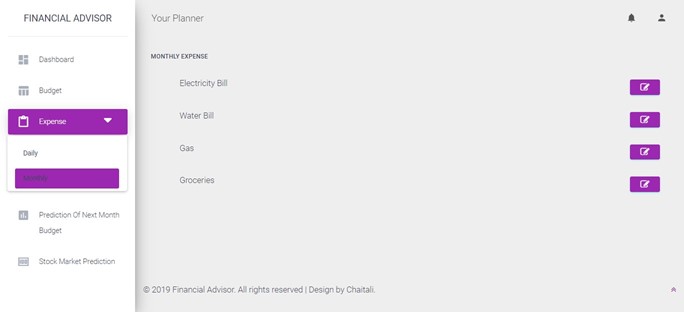 FINANCIAL ADVISOR
Your Planner
Dashboard
Budget
Expense
Daily
Monthly
Prediction Of Next Month
Budget
Stock Market Prediction
MONTHLY EXPENSE
Electricity Bill
Water Bill
Gas
Groceries
© 2019 Financial Advisor. All rights reserved | Design by Chaitali.